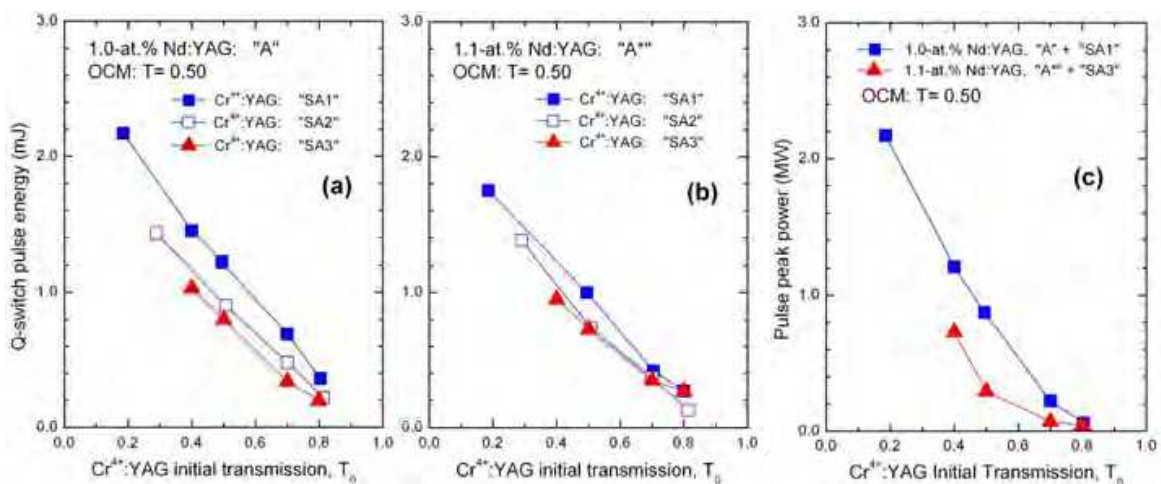 3.0
2.0
1.0
0.0
0.0 0.2 0.4 0.6 0.8 1.0
Q-switch pulse energy (mJ)
Cr⁴⁺:YAG initial transmission, T₀
1.0-at.% Nd:YAG: "A"
OCM: T= 0.50
Cr⁴⁺:YAG: "SA1"
Cr⁴⁺:YAG: "SA2"
Cr⁴⁺:YAG: "SA3"
(a)
3.0
2.0
1.0
0.0
0.0 0.2 0.4 0.6 0.8 1.0
Cr⁴⁺:YAG initial transmission, T₀
1.1-at.% Nd:YAG: "A*"
OCM: T= 0.50
Cr⁴⁺:YAG: "SA1"
Cr⁴⁺:YAG: "SA2"
Cr⁴⁺:YAG: "SA3"
(b)
3.0
2.0
1.0
0.0
0.0 0.2 0.4 0.6 0.8 1.0
Pulse peak power (MW)
Cr⁴⁺:YAG Initial Transmission, T₀
1.0-at.% Nd:YAG, "A" + "SA1"
1.1-at.% Nd:YAG, "A*" + "SA3"
OCM: T= 0.50
(c)